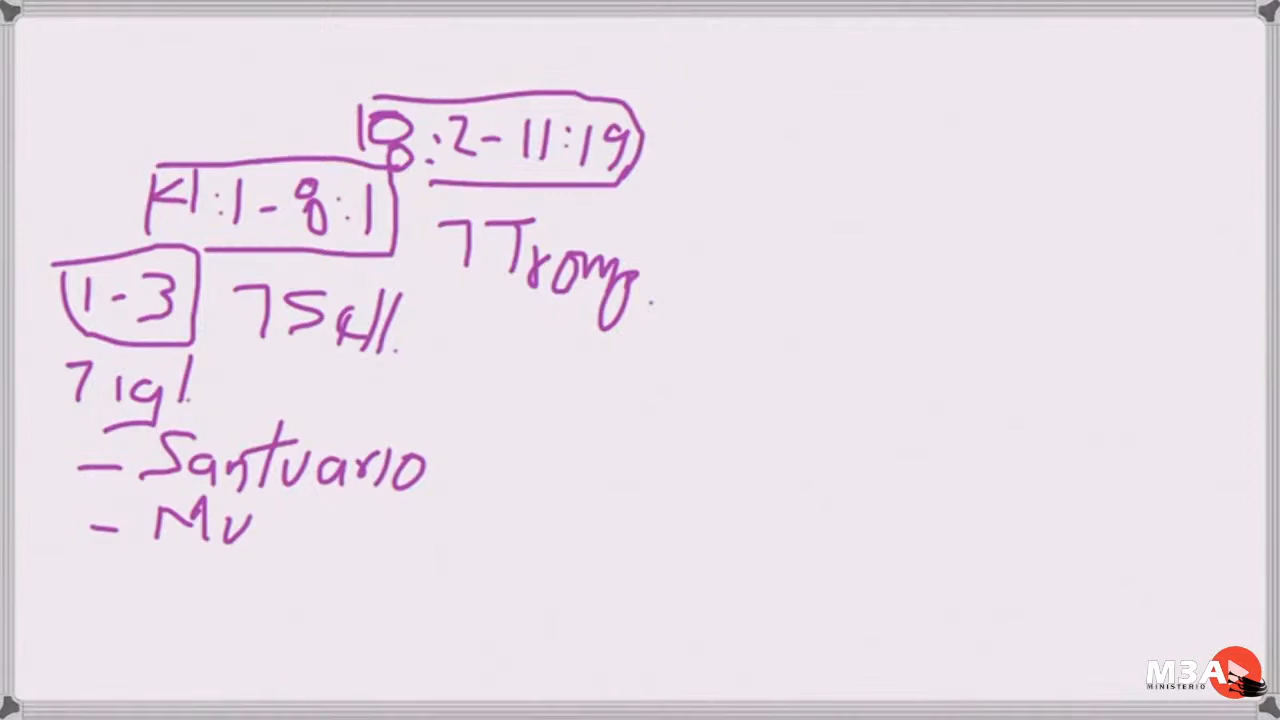 8:2-11:19
4:1-8:1
7 Tromp.
1-3
7 Sell.
7 igl.
- Santuario
- Mu
M3A
MINISTERIO